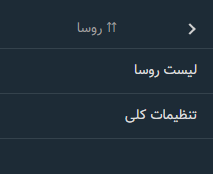 روسا
لیست روسا
تنظیمات کلی